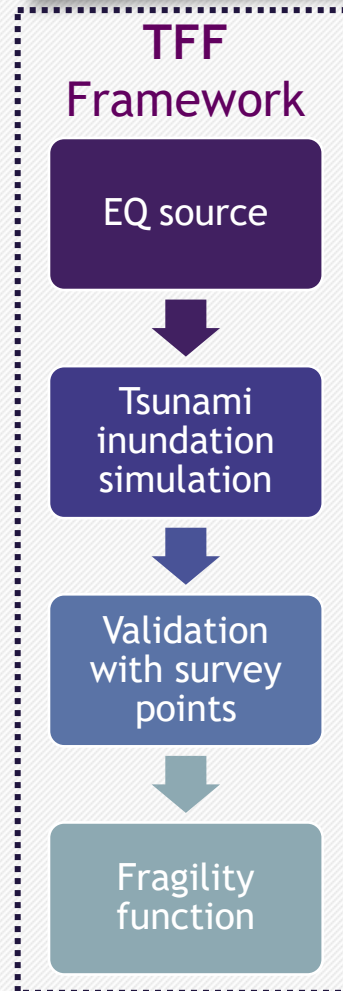 TFF
Framework
EQ source
Tsunami
inundation
simulation
Validation
with survey
points
Fragility
function